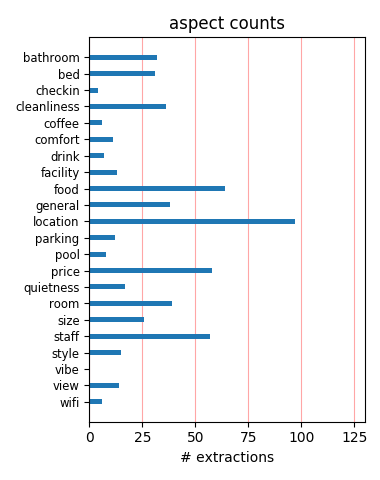 aspect counts
bathroom
bed
checkin
cleanliness
coffee
comfort
drink
facility
food
general
location
parking
pool
price
quietness
room
size
staff
style
vibe
view
wifi
0 25 50 75 100 125
# extractions